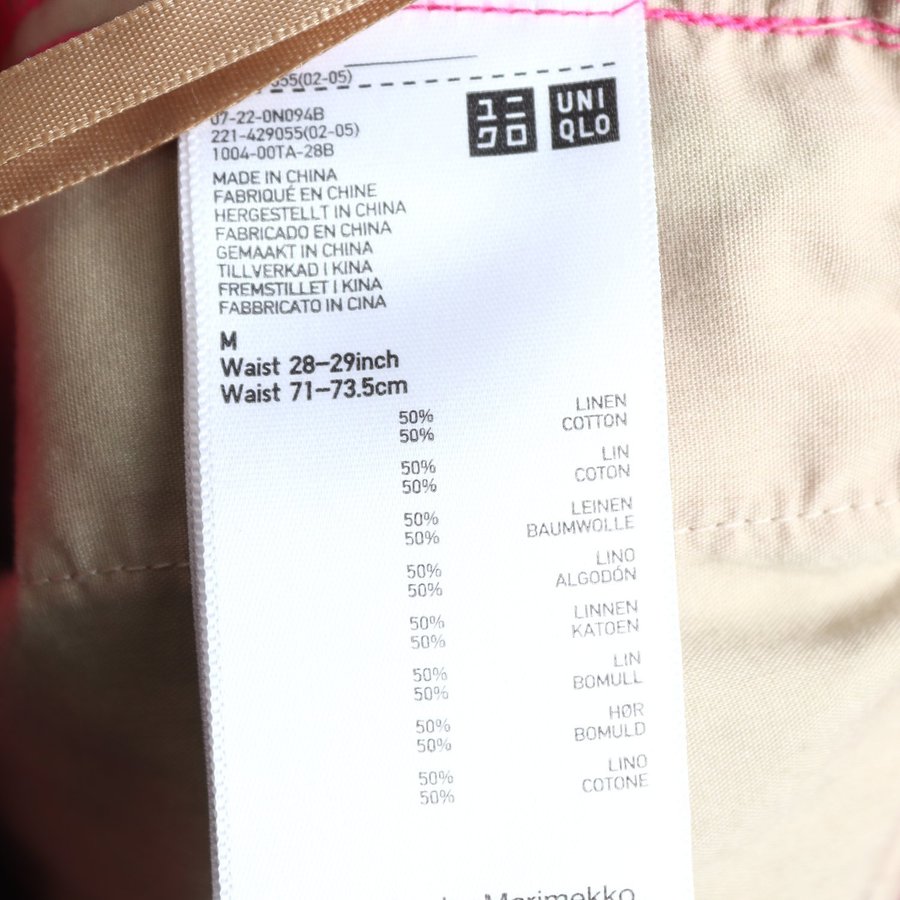 355(02-05)
07-22-0N094B
221-429055(02-05)
1004-00TA-28B
ユニ
クロ
UNI
QLO
MADE IN CHINA
FABRIQUÉ EN CHINE
HERGESTELLT IN CHINA
FABRICADO EN CHINA
GEMAAKT IN CHINA
TILLVERKAD I KINA
FREMSTILLET I KINA
FABBRICATO IN CINA
M
Waist 28-29inch
Waist 71-73.5cm
50% LINEN
50% COTTON
50% LIN
50% COTON
50% LEINEN
50% BAUMWOLLE
50% LINO
50% ALGODÓN
50% LINNEN
50% KATOEN
50% LIN
50% BOMULL
50% HØR
50% BOMULD
50% LINO
50% COTONE
Marimekko